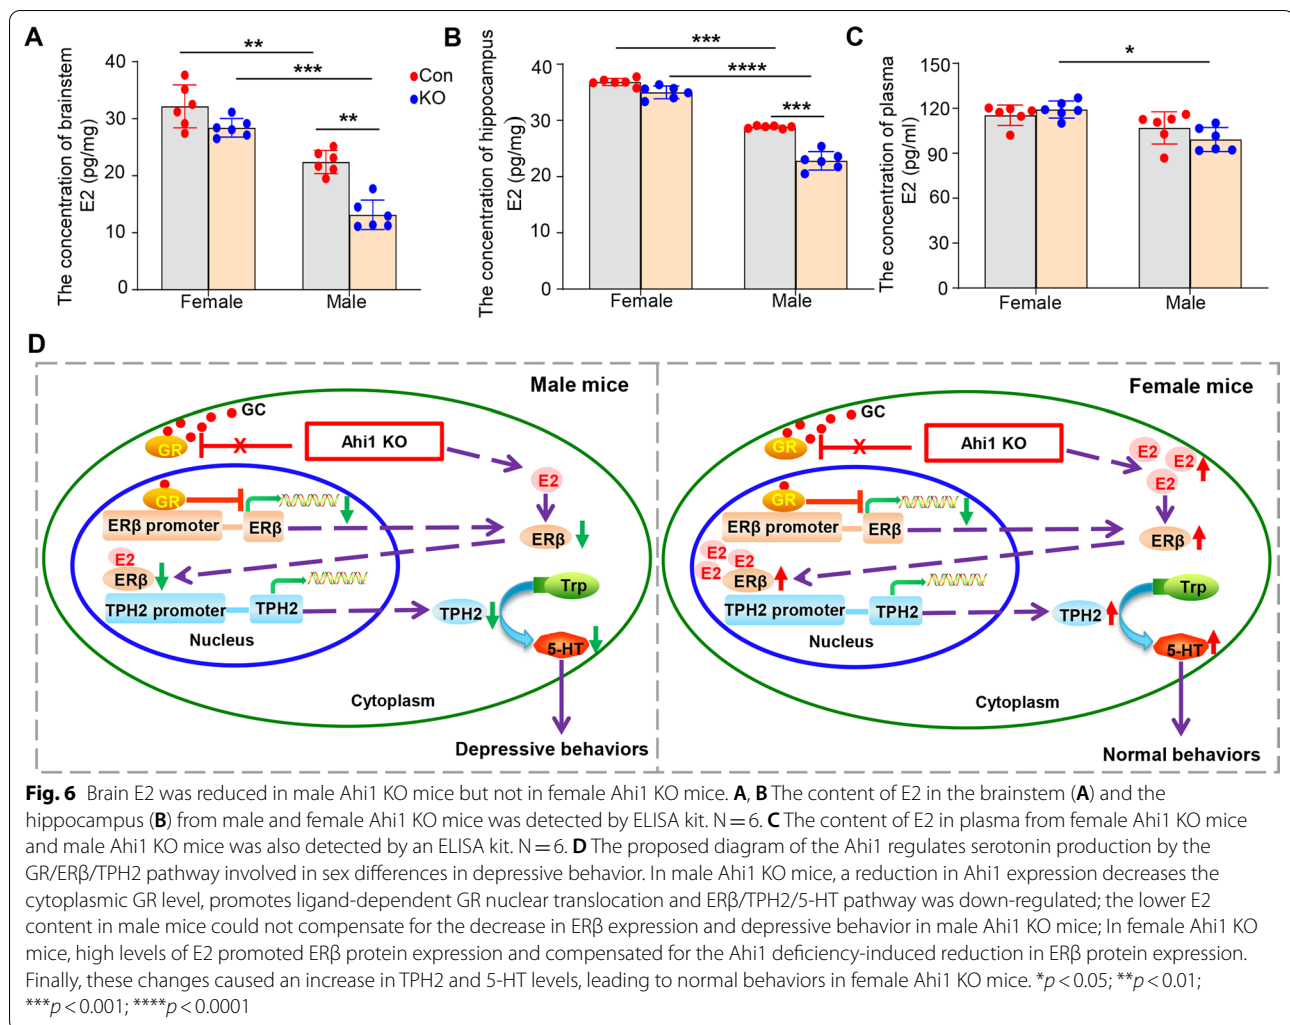 A
The concentration of brainstem
E2 (pg/mg)
40
30
20
10
0
**
***
**
Female
Male
Con
KO
B
The concentration of hippocampus
E2 (pg/mg)
40
30
20
10
0
***
****
***
Female
Male
C
The concentration of plasma
E2 (pg/ml)
150
120
90
60
30
0
*
Female
Male
D
Male mice
GC
GR
X
Ahi1 KO
E2
GR
ERβ promoter
ERβ
ERβ
E2
ERβ
TPH2 promoter
TPH2
TPH2
Trp
5-HT
Nucleus
Cytoplasm
Depressive behaviors
Female mice
GC
GR
X
Ahi1 KO
E2
E2
E2
GR
ERβ promoter
ERβ
ERβ
E2
E2
E2
ERβ
TPH2 promoter
TPH2
TPH2
Trp
5-HT
Nucleus
Cytoplasm
Normal behaviors
Fig. 6 Brain E2 was reduced in male Ahi1 KO mice but not in female Ahi1 KO mice. A, B The content of E2 in the brainstem (A) and the
hippocampus (B) from male and female Ahi1 KO mice was detected by ELISA kit. N = 6. C The content of E2 in plasma from female Ahi1 KO mice
and male Ahi1 KO mice was also detected by an ELISA kit. N = 6. D The proposed diagram of the Ahi1 regulates serotonin production by the
GR/ERβ/TPH2 pathway involved in sex differences in depressive behavior. In male Ahi1 KO mice, a reduction in Ahi1 expression decreases the
cytoplasmic GR level, promotes ligand-dependent GR nuclear translocation and ERβ/TPH2/5-HT pathway was down-regulated; the lower E2
content in male mice could not compensate for the decrease in ERβ expression and depressive behavior in male Ahi1 KO mice; In female Ahi1 KO
mice, high levels of E2 promoted ERβ protein expression and compensated for the Ahi1 deficiency-induced reduction in ERβ protein expression.
Finally, these changes caused an increase in TPH2 and 5-HT levels, leading to normal behaviors in female Ahi1 KO mice. *p < 0.05; **p < 0.01;
***p < 0.001; ****p < 0.0001